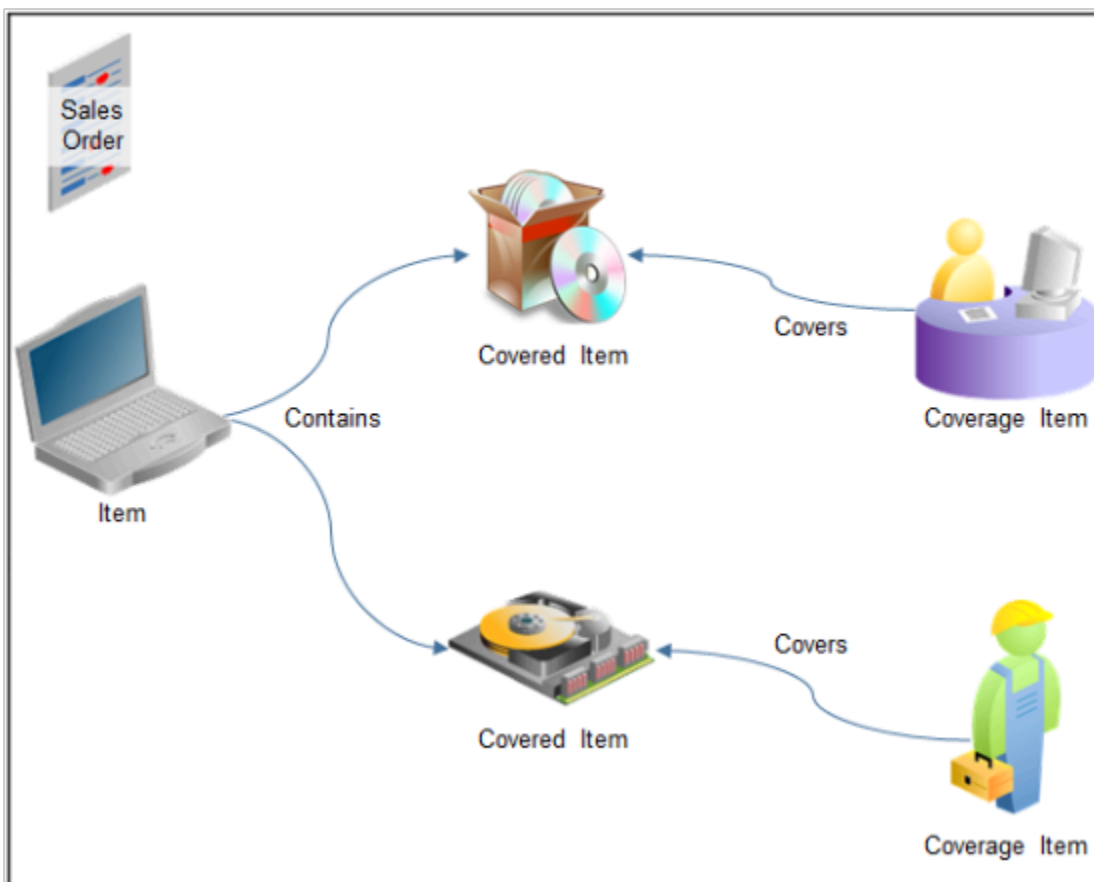 Sales
Order
Covered Item
Covers
Coverage Item
Contains
Item
Covers
Covered Item
Coverage Item